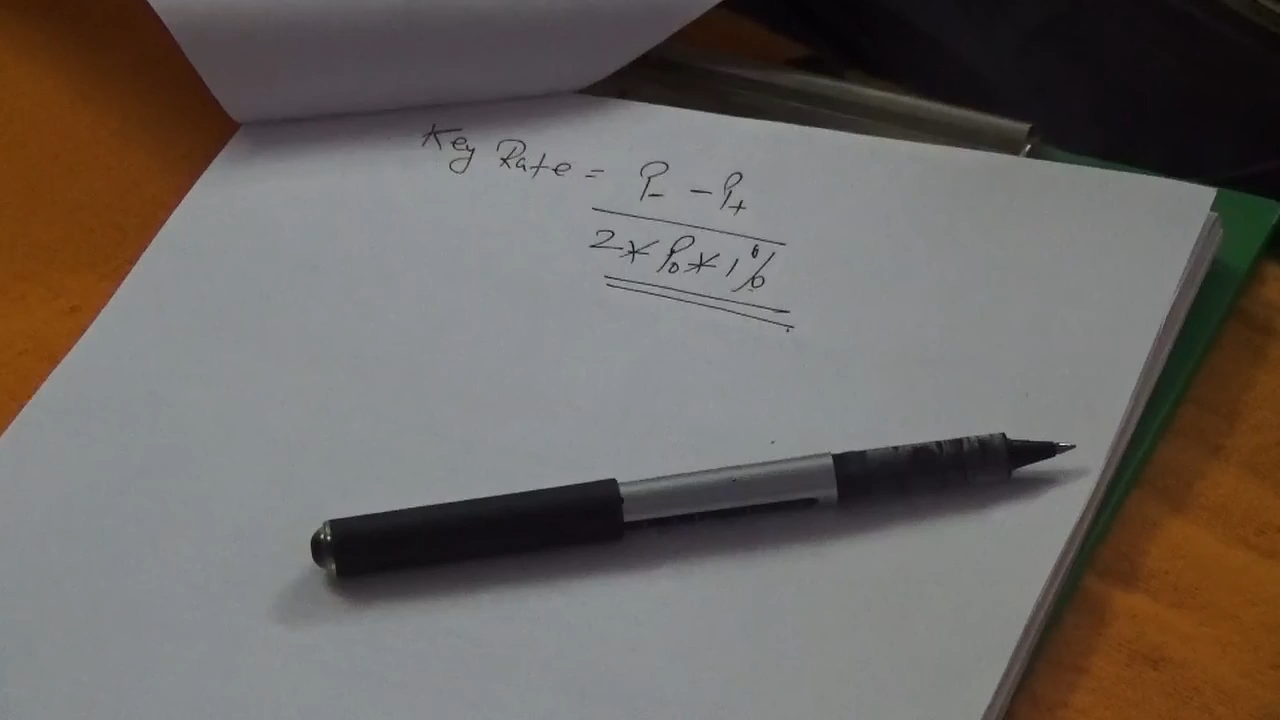 Key Rate = P- - P+
2 * P0 * 1%